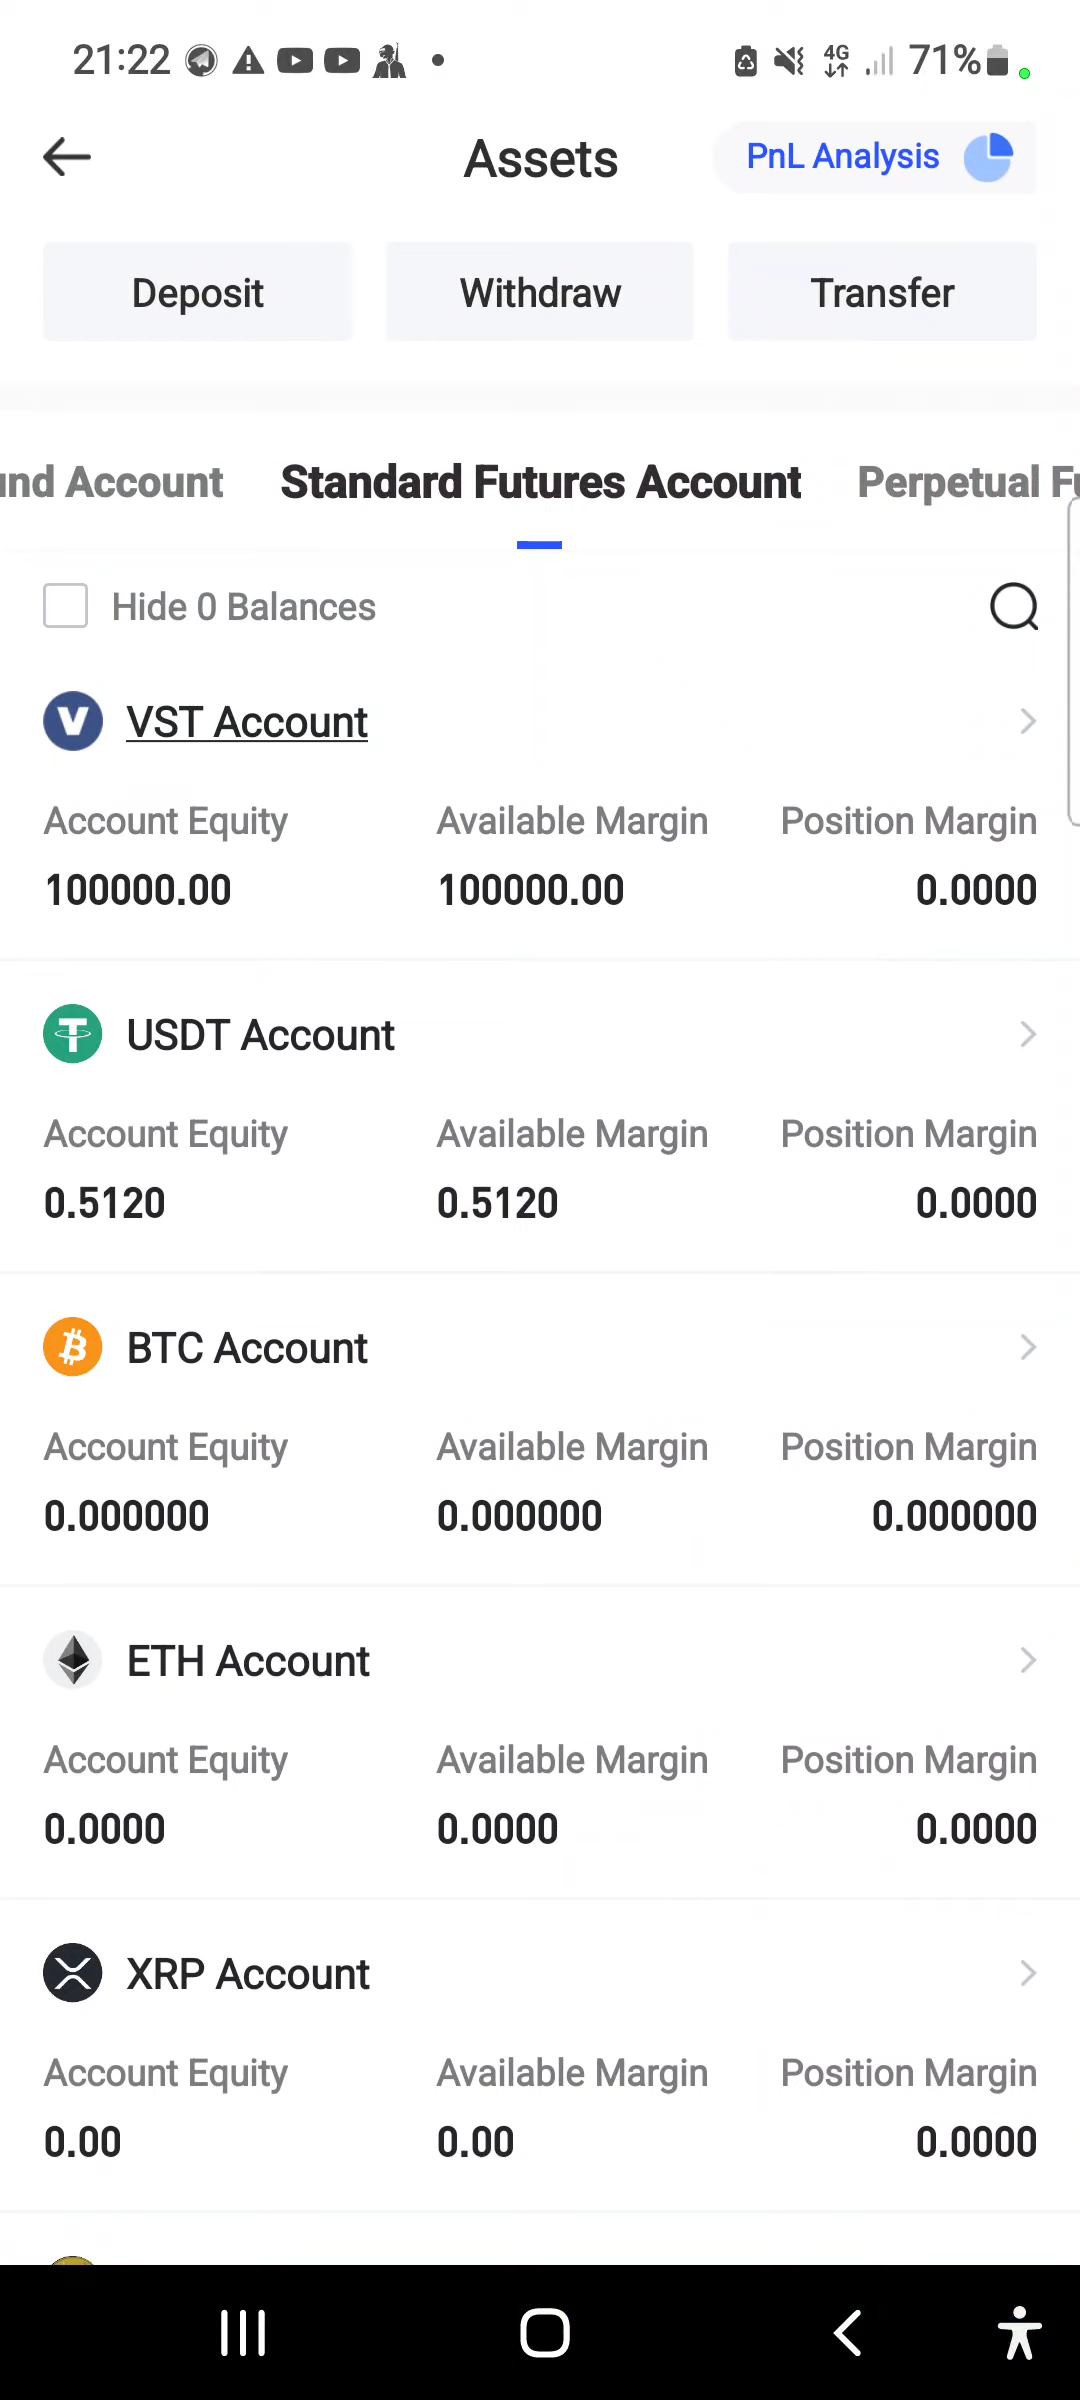 21:22 4G 71%
Assets
PnL Analysis
Deposit Withdraw Transfer
und Account Standard Futures Account Perpetual Fu
Hide 0 Balances
VST Account
Account Equity Available Margin Position Margin
100000.00 100000.00 0.0000
USDT Account
Account Equity Available Margin Position Margin
0.5120 0.5120 0.0000
BTC Account
Account Equity Available Margin Position Margin
0.000000 0.000000 0.000000
ETH Account
Account Equity Available Margin Position Margin
0.0000 0.0000 0.0000
XRP Account
Account Equity Available Margin Position Margin
0.00 0.00 0.0000